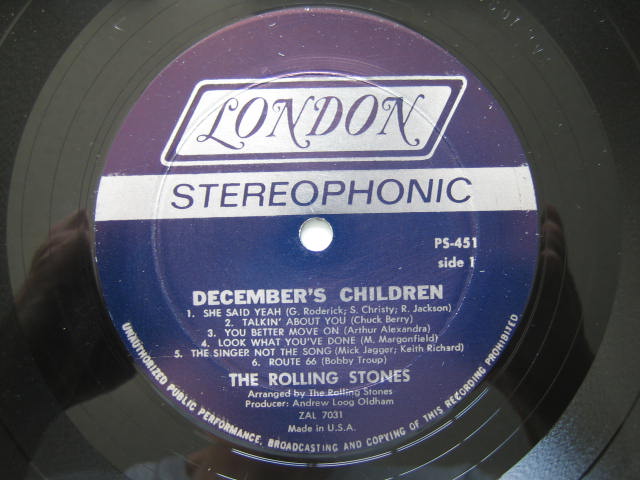 LONDON
STEREOPHONIC
PS-451
side 1
DECEMBER'S CHILDREN
1. SHE SAID YEAH (G. Roderick; S. Christy; R. Jackson)
2. TALKIN' ABOUT YOU (Chuck Berry)
3. YOU BETTER MOVE ON (Arthur Alexandra)
4. LOOK WHAT YOU'VE DONE (M. Margonfield)
5. THE SINGER NOT THE SONG (Mick Jagger; Keith Richard)
6. ROUTE 66 (Bobby Troup)
THE ROLLING STONES
Arranged by The Rolling Stones
Producer: Andrew Loog Oldham
ZAL 7031
Made in U.S.A.
UNAUTHORIZED PUBLIC PERFORMANCE, BROADCASTING AND COPYING OF THIS RECORDING PROHIBITED